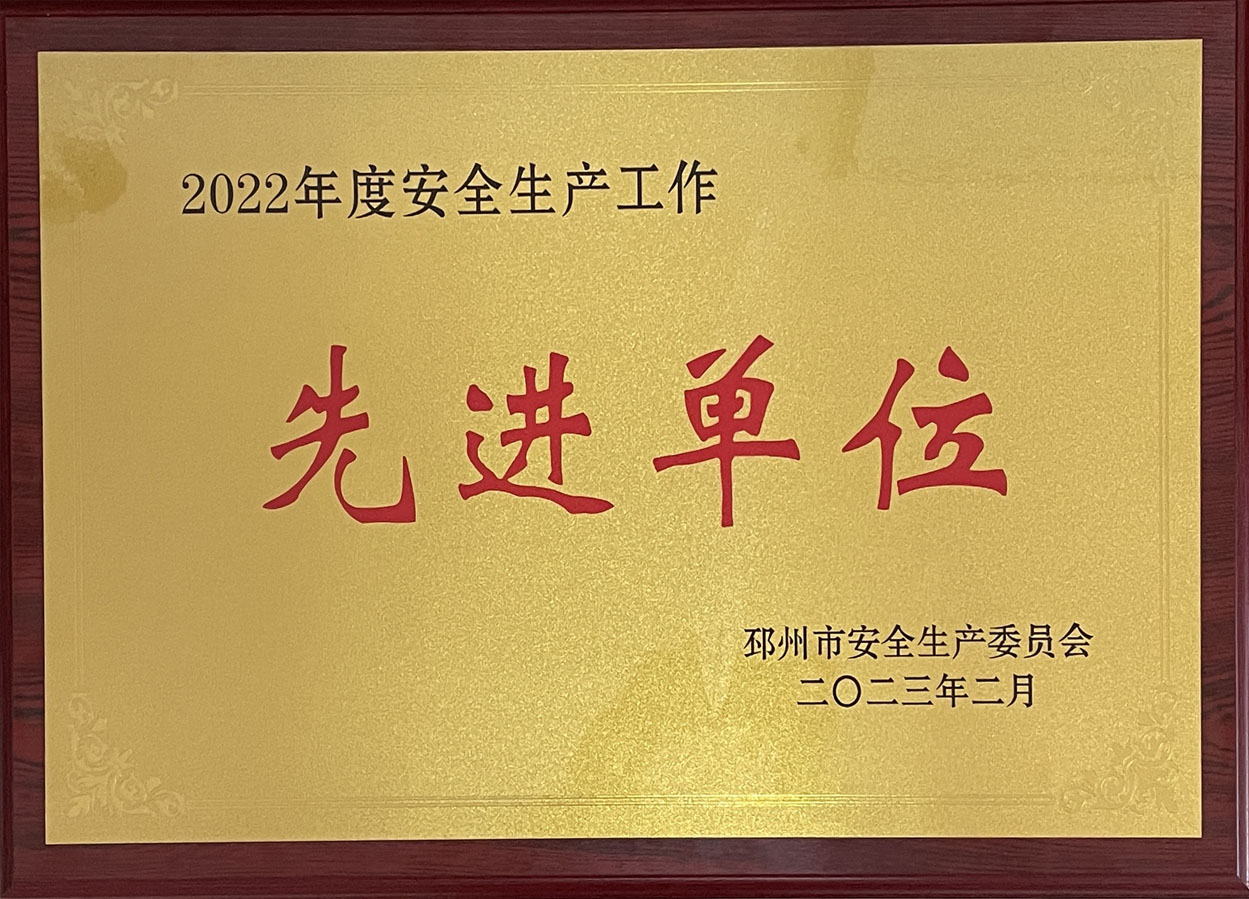 2022年度安全生产工作
先进单位
邳州市安全生产委员会
二〇二三年二月